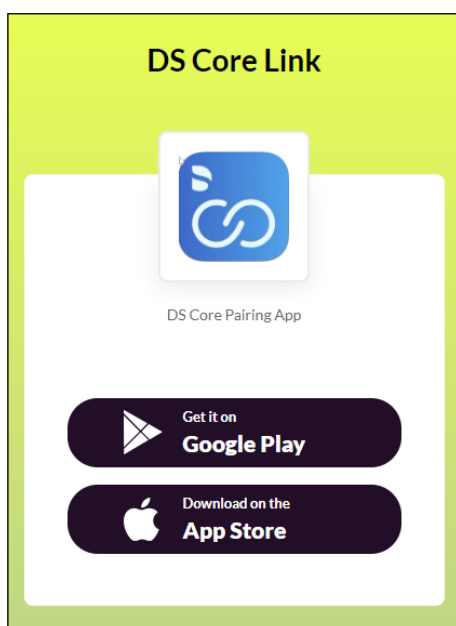 DS Core Link
DS Core Pairing App
Get it on
Google Play
Download on the
App Store